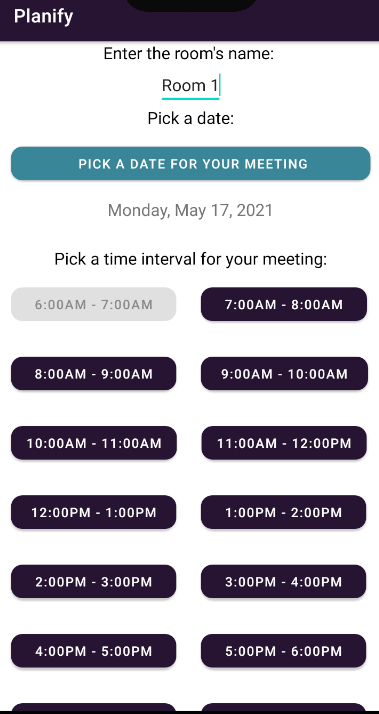 Planify
Enter the room's name:
Room 1
Pick a date:
PICK A DATE FOR YOUR MEETING
Monday, May 17, 2021
Pick a time interval for your meeting:
6:00AM - 7:00AM
7:00AM - 8:00AM
8:00AM - 9:00AM
9:00AM - 10:00AM
10:00AM - 11:00AM
11:00AM - 12:00PM
12:00PM - 1:00PM
1:00PM - 2:00PM
2:00PM - 3:00PM
3:00PM - 4:00PM
4:00PM - 5:00PM
5:00PM - 6:00PM